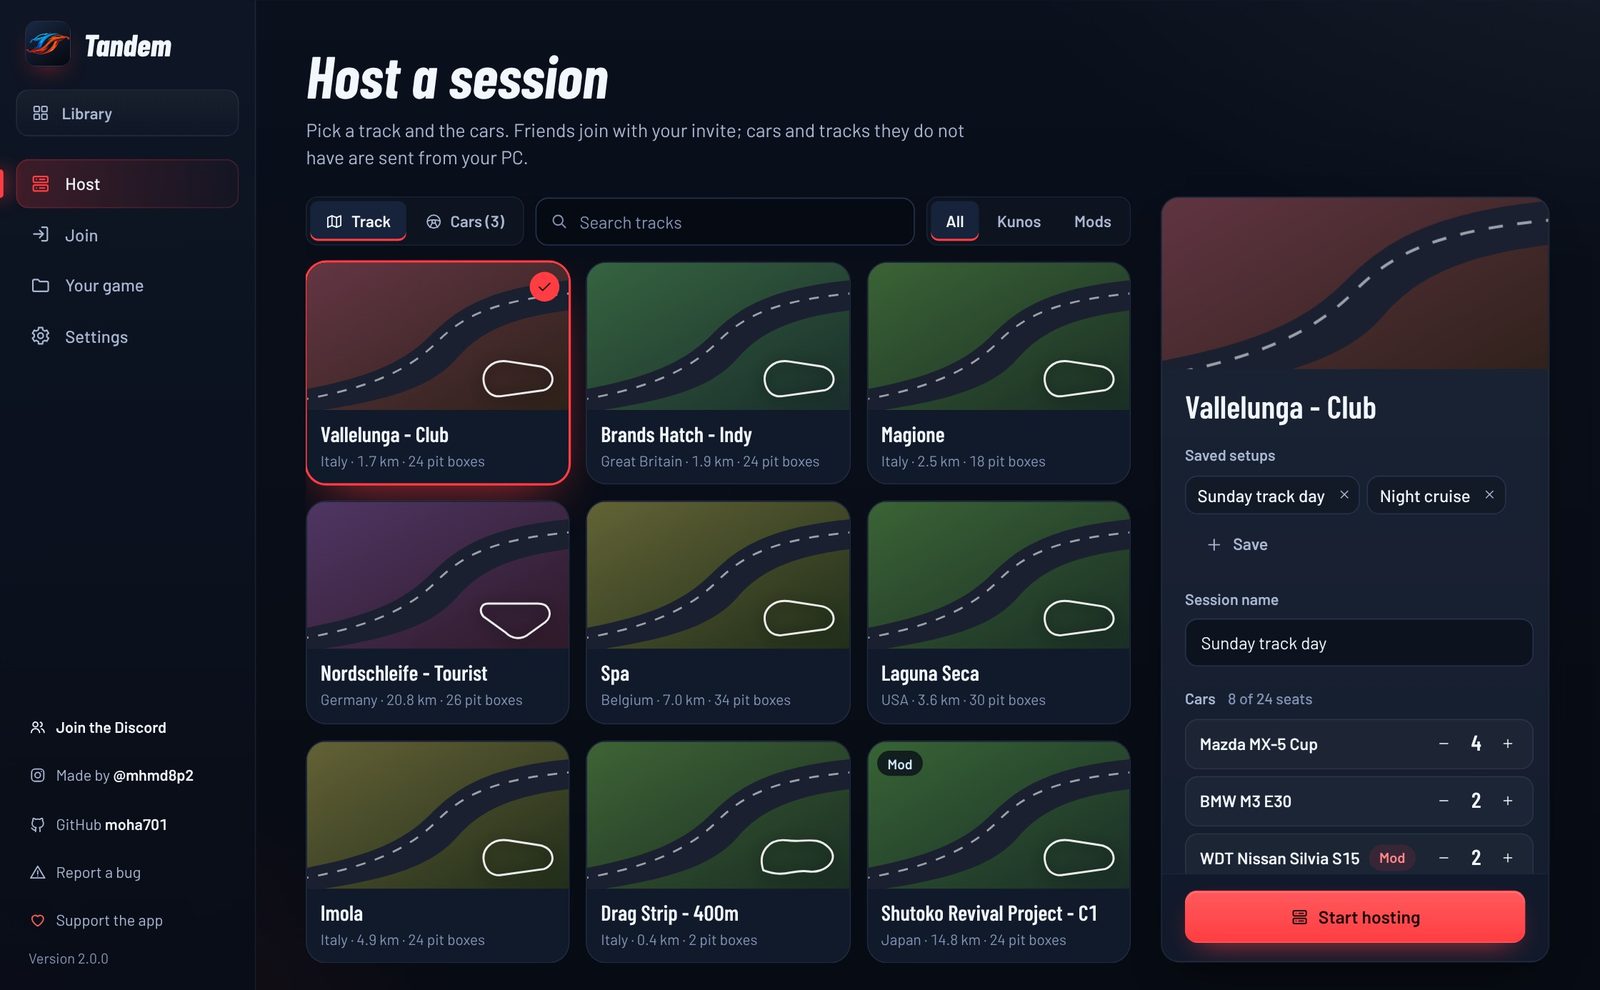 Tandem
Library
Host
Join
Your game
Settings
Join the Discord
Made by @mhmd8p2
GitHub moha701
Report a bug
Support the app
Version 2.0.0
Host a session
Pick a track and the cars. Friends join with your invite; cars and tracks they do not
have are sent from your PC.
Track
Cars (3)
Search tracks
All
Kunos
Mods
Vallelunga - Club
Italy · 1.7 km · 24 pit boxes
Brands Hatch - Indy
Great Britain · 1.9 km · 24 pit boxes
Magione
Italy · 2.5 km · 18 pit boxes
Nordschleife - Tourist
Germany · 20.8 km · 26 pit boxes
Spa
Belgium · 7.0 km · 34 pit boxes
Laguna Seca
USA · 3.6 km · 30 pit boxes
Imola
Italy · 4.9 km · 24 pit boxes
Drag Strip - 400m
Italy · 0.4 km · 2 pit boxes
Mod
Shutoko Revival Project - C1
Japan · 14.8 km · 24 pit boxes
Vallelunga - Club
Saved setups
Sunday track day ×
Night cruise ×
+ Save
Session name
Sunday track day
Cars 8 of 24 seats
Mazda MX-5 Cup − 4 +
BMW M3 E30 − 2 +
WDT Nissan Silvia S15 Mod − 2 +
Start hosting